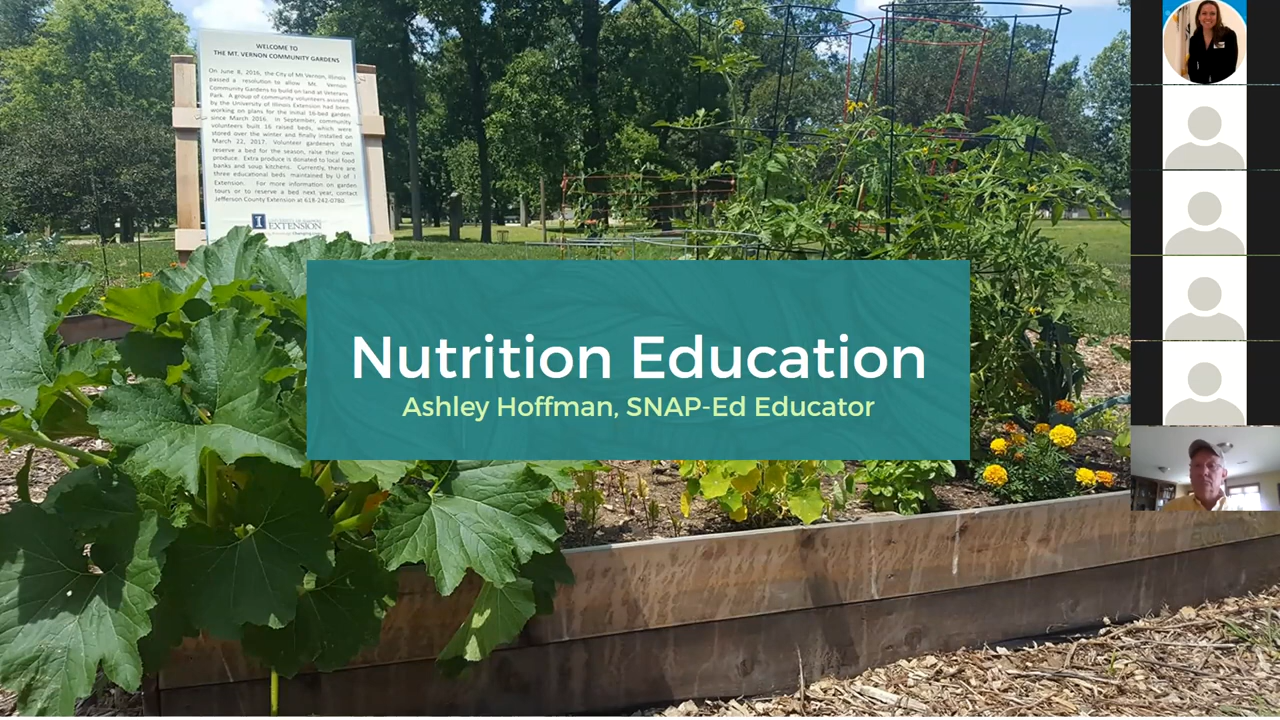 WELCOME TO
THE MT. VERNON COMMUNITY GARDENS
On June 8, 2016, the City of Mt Vernon, Illinois
passed a resolution to allow Mt. Vernon
Community Gardens to build on land at Veterans
Park. A group of community volunteers assisted
by the University of Illinois Extension had been
working on plans for the initial 16-bed garden
since March 2016. In September, community
volunteers built 16 raised beds, which were
stored over the winter and finally installed on
March 22, 2017. Volunteer gardeners that
reserve a bed for the season, raise their own
produce. Extra produce is donated to local food
banks and soup kitchens. Currently, there are
three educational beds maintained by U of I
Extension. For more information on garden
tours or to reserve a bed next year, contact
Jefferson County Extension at 618-242-0780.
I UNIVERSITY OF ILLINOIS
EXTENSION
Nutrition Education
Ashley Hoffman, SNAP-Ed Educator